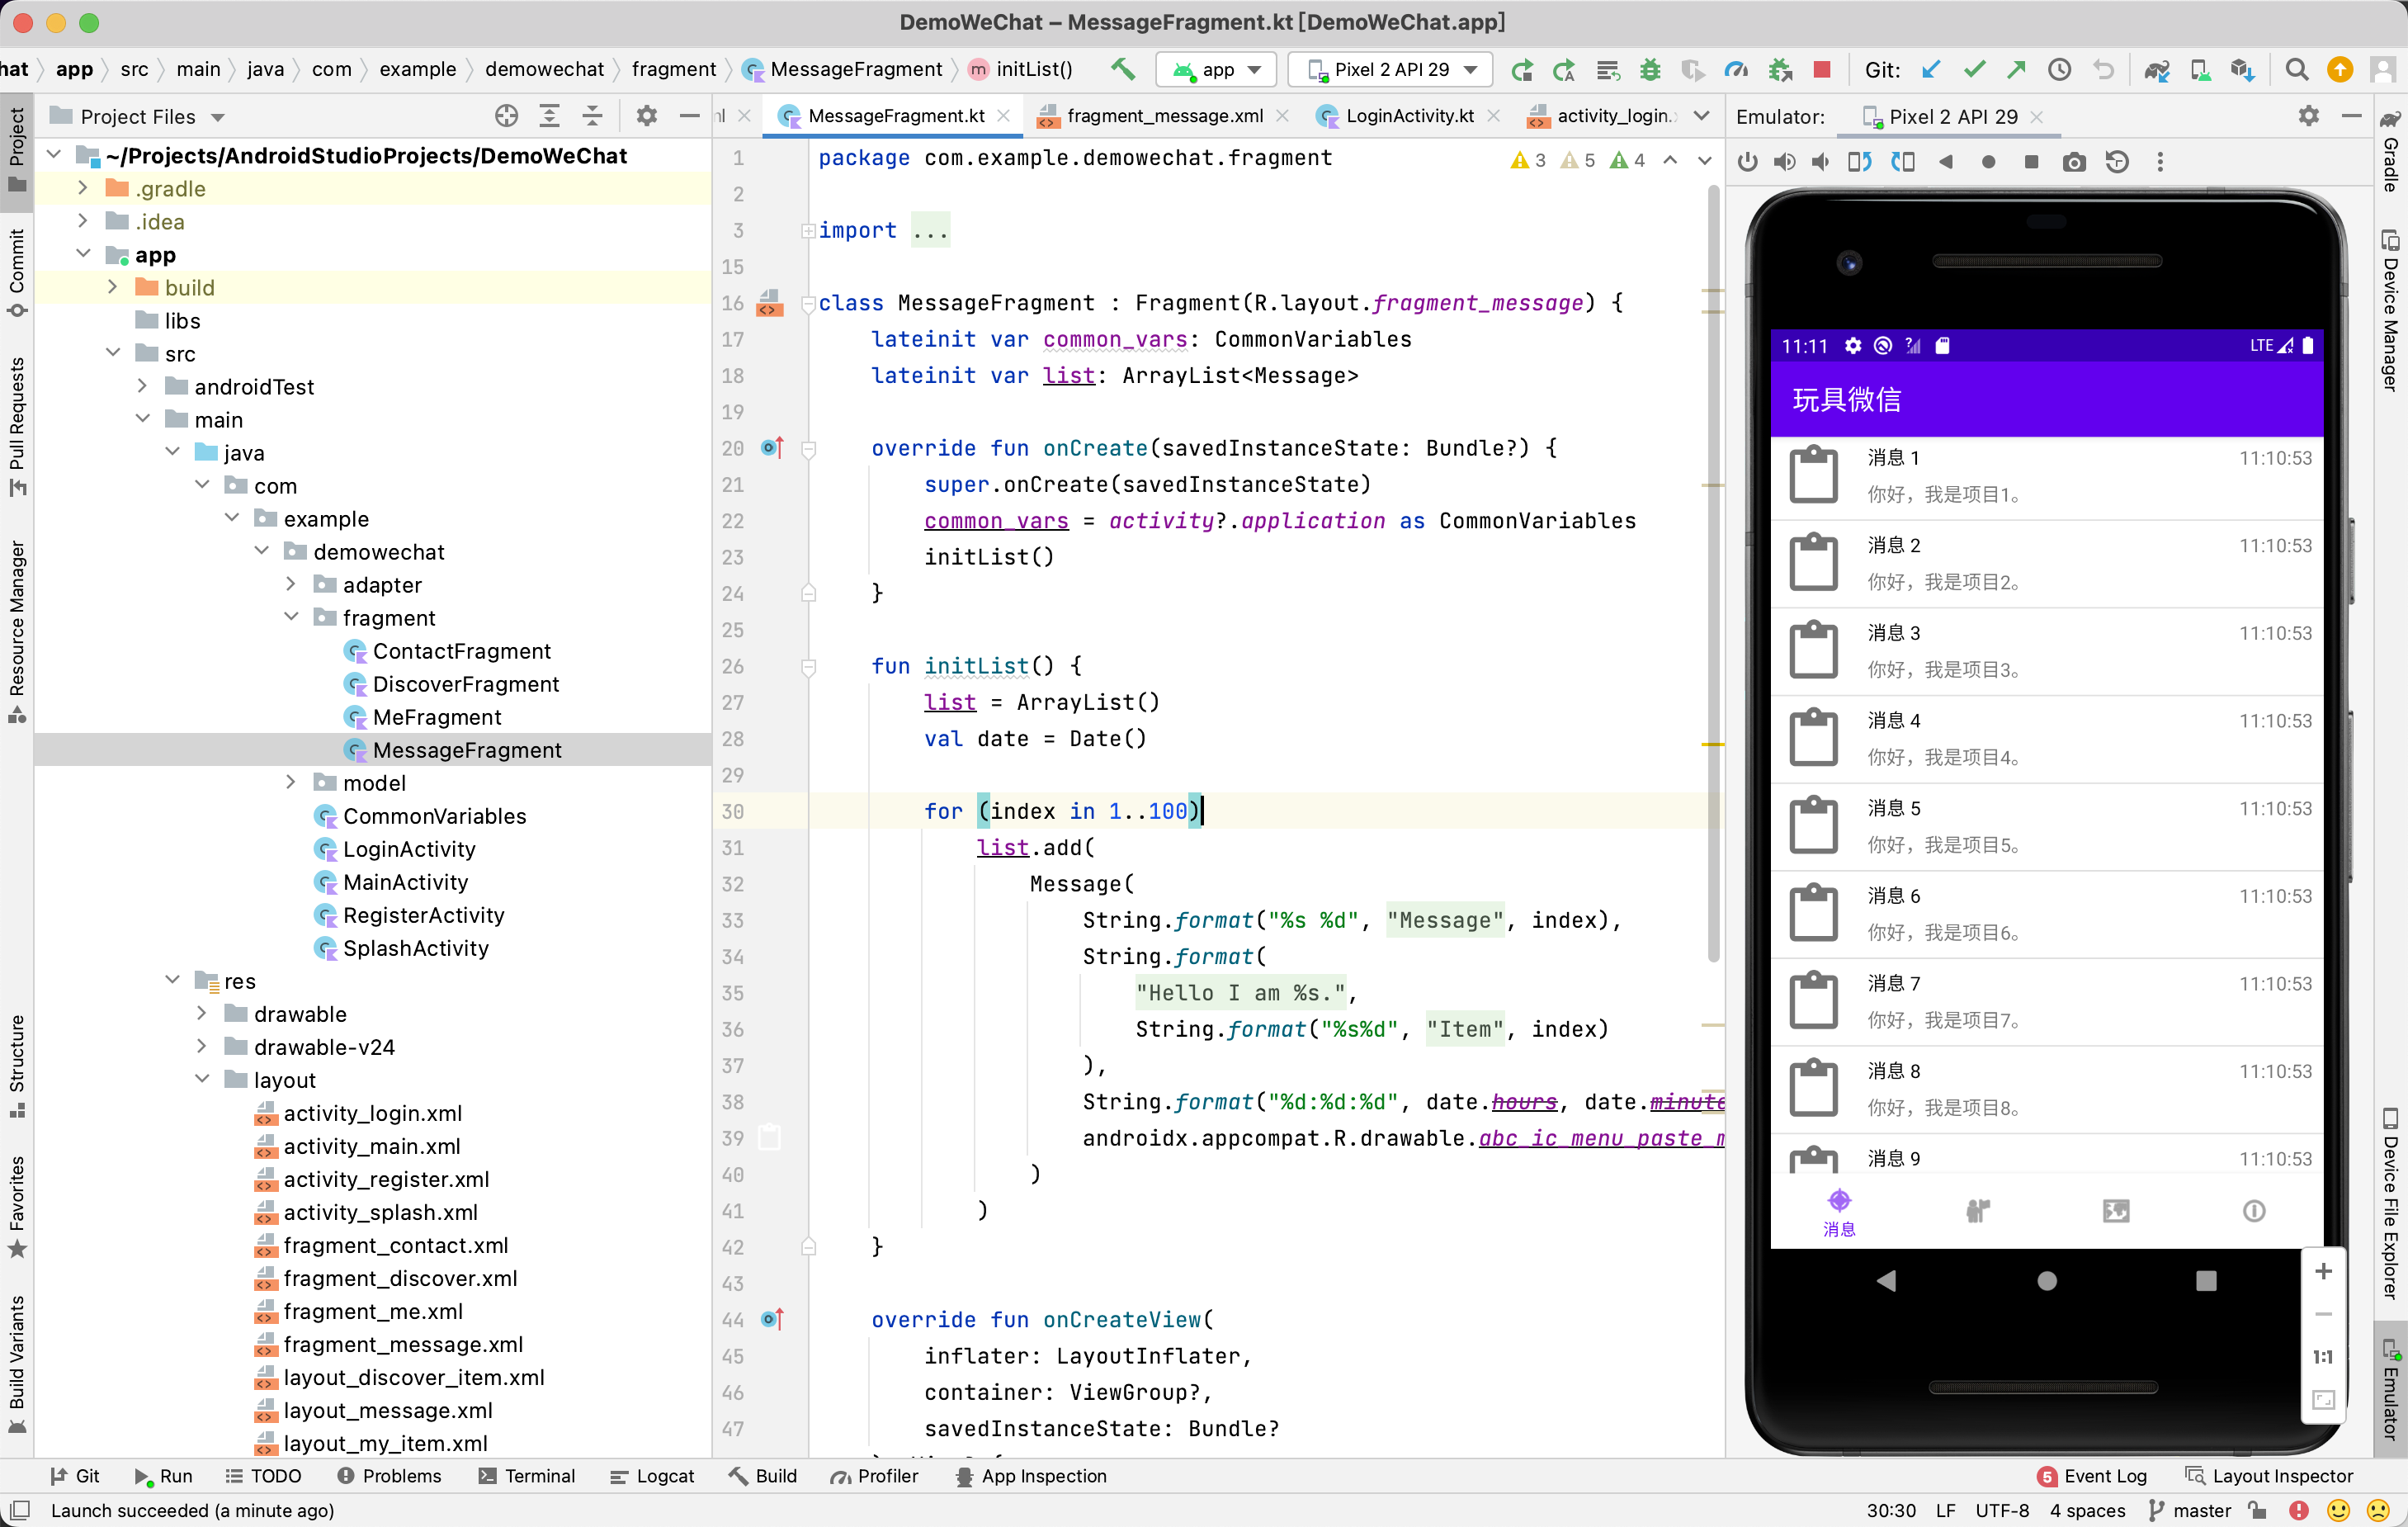 DemoWeChat – MessageFragment.kt [DemoWeChat.app]
hat app src main java com example demowechat fragment MessageFragment initList() app Pixel 2 API 29 Git:
Project Files
MessageFragment.kt fragment_message.xml LoginActivity.kt activity_login.
Emulator: Pixel 2 API 29
Project
Commit
Pull Requests
Resource Manager
Structure
Favorites
Build Variants
~/Projects/AndroidStudioProjects/DemoWeChat
.gradle
.idea
app
build
libs
src
androidTest
main
java
com
example
demowechat
adapter
fragment
ContactFragment
DiscoverFragment
MeFragment
MessageFragment
model
CommonVariables
LoginActivity
MainActivity
RegisterActivity
SplashActivity
res
drawable
drawable-v24
layout
activity_login.xml
activity_main.xml
activity_register.xml
activity_splash.xml
fragment_contact.xml
fragment_discover.xml
fragment_me.xml
fragment_message.xml
layout_discover_item.xml
layout_message.xml
layout_my_item.xml
3 5 4
1 package com.example.demowechat.fragment
2
3 import ...
15
16 class MessageFragment : Fragment(R.layout.fragment_message) {
17 lateinit var common_vars: CommonVariables
18 lateinit var list: ArrayList<Message>
19
20 override fun onCreate(savedInstanceState: Bundle?) {
21 super.onCreate(savedInstanceState)
22 common_vars = activity?.application as CommonVariables
23 initList()
24 }
25
26 fun initList() {
27 list = ArrayList()
28 val date = Date()
29
30 for (index in 1..100)
31 list.add(
32 Message(
33 String.format("%s %d", "Message", index),
34 String.format(
35 "Hello I am %s.",
36 String.format("%s%d", "Item", index)
37 ),
38 String.format("%d:%d:%d", date.hours, date.minute
39 androidx.appcompat.R.drawable.abc_ic_menu_paste_m
40 )
41 )
42 }
43
44 override fun onCreateView(
45 inflater: LayoutInflater,
46 container: ViewGroup?,
47 savedInstanceState: Bundle?
11:11 LTE
玩具微信
消息 1 11:10:53
你好，我是项目1。
消息 2 11:10:53
你好，我是项目2。
消息 3 11:10:53
你好，我是项目3。
消息 4 11:10:53
你好，我是项目4。
消息 5 11:10:53
你好，我是项目5。
消息 6 11:10:53
你好，我是项目6。
消息 7 11:10:53
你好，我是项目7。
消息 8 11:10:53
你好，我是项目8。
消息 9 11:10:53
消息
1:1
Gradle
Device Manager
Device File Explorer
Emulator
Git Run TODO Problems Terminal Logcat Build Profiler App Inspection 5 Event Log Layout Inspector
Launch succeeded (a minute ago) 30:30 LF UTF-8 4 spaces master